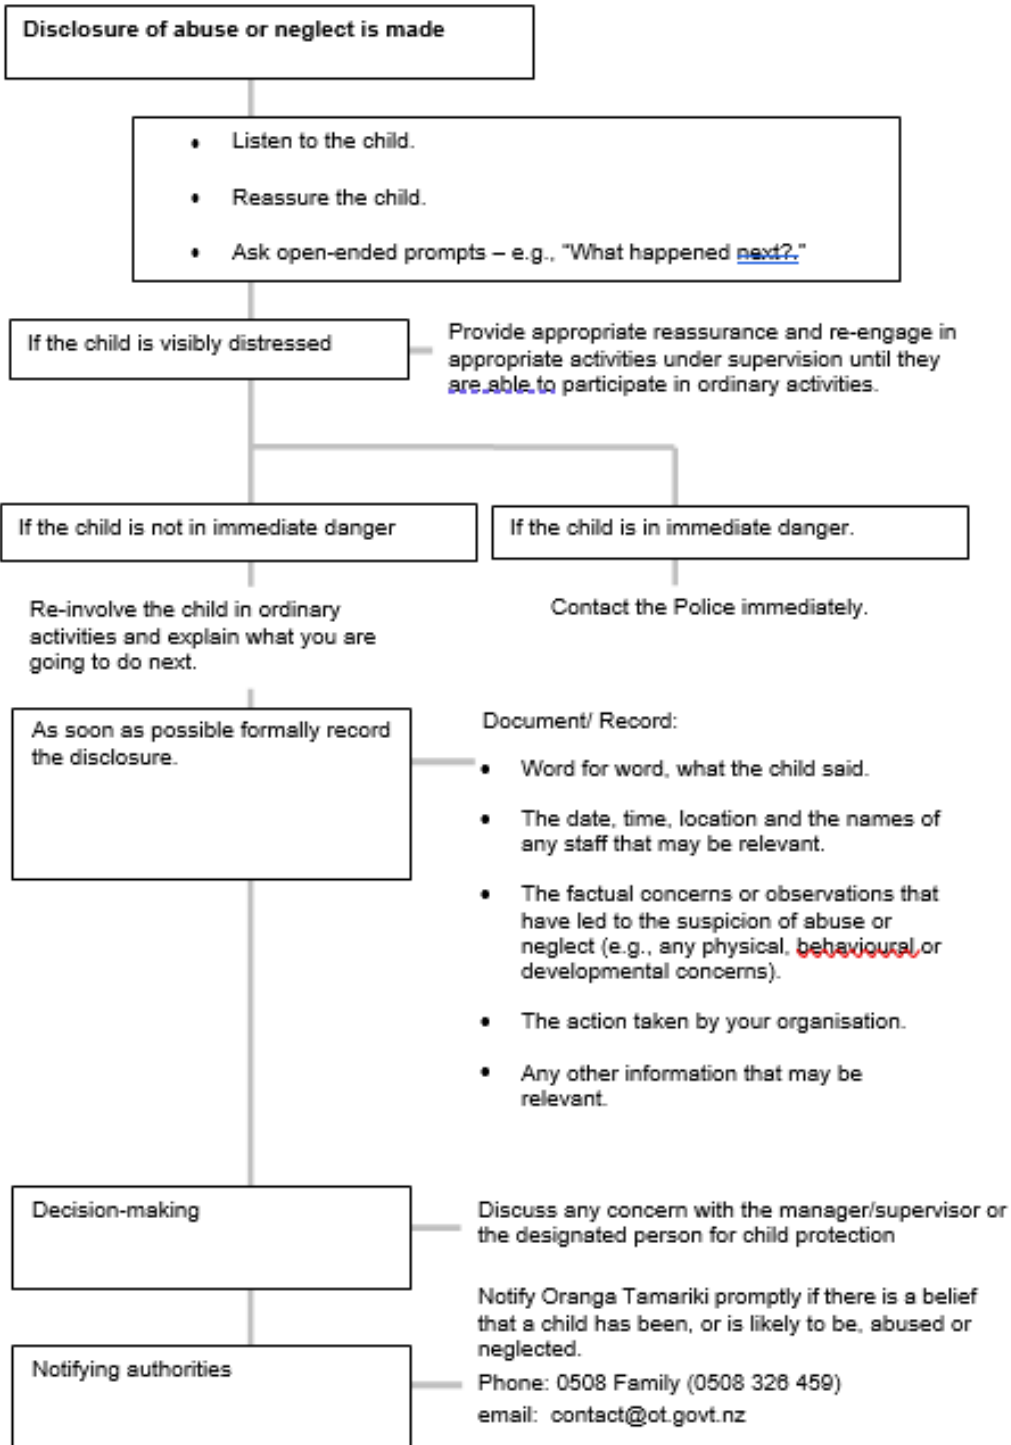 Disclosure of abuse or neglect is made
• Listen to the child.
• Reassure the child.
• Ask open-ended prompts – e.g., "What happened next?."
If the child is visibly distressed
Provide appropriate reassurance and re-engage in
appropriate activities under supervision until they
are able to participate in ordinary activities.
If the child is not in immediate danger
If the child is in immediate danger.
Re-involve the child in ordinary
activities and explain what you are
going to do next.
Contact the Police immediately.
As soon as possible formally record
the disclosure.
Document/ Record:
• Word for word, what the child said.
• The date, time, location and the names of
any staff that may be relevant.
• The factual concerns or observations that
have led to the suspicion of abuse or
neglect (e.g., any physical, behavioural or
developmental concerns).
• The action taken by your organisation.
• Any other information that may be
relevant.
Decision-making
Discuss any concern with the manager/supervisor or
the designated person for child protection
Notifying authorities
Notify Oranga Tamariki promptly if there is a belief
that a child has been, or is likely to be, abused or
neglected.
Phone: 0508 Family (0508 326 459)
email: contact@ot.govt.nz